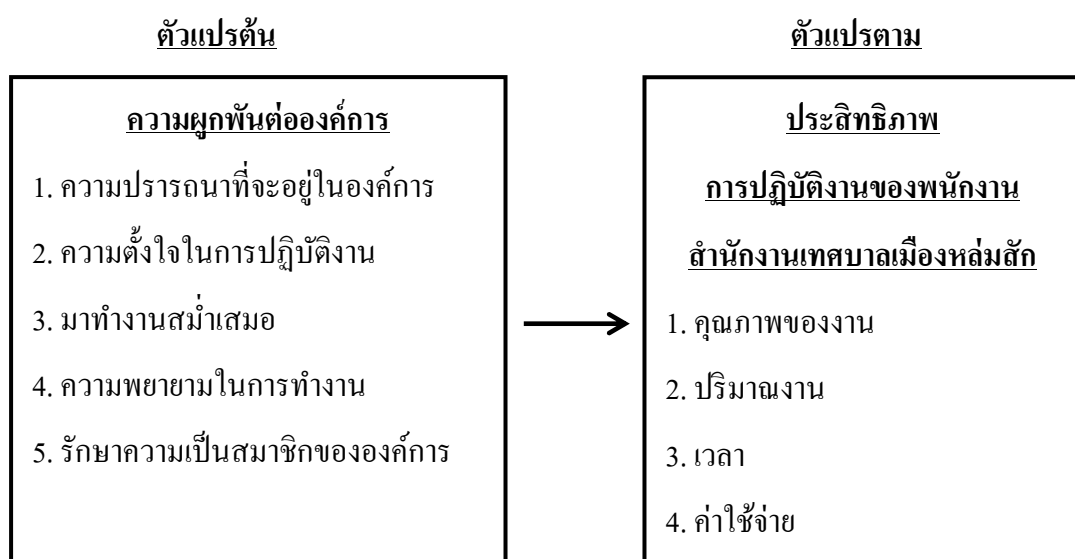 ตัวแปรต้น
ตัวแปรตาม
ความผูกพันต่อองค์การ
1. ความปรารถนาที่จะอยู่ในองค์การ
2. ความตั้งใจในการปฏิบัติงาน
3. มาทำงานสม่ำเสมอ
4. ความพยายามในการทำงาน
5. รักษาความเป็นสมาชิกขององค์การ
ประสิทธิภาพ
การปฏิบัติงานของพนักงาน
สำนักงานเทศบาลเมืองหล่มสัก
1. คุณภาพของงาน
2. ปริมาณงาน
3. เวลา
4. ค่าใช้จ่าย